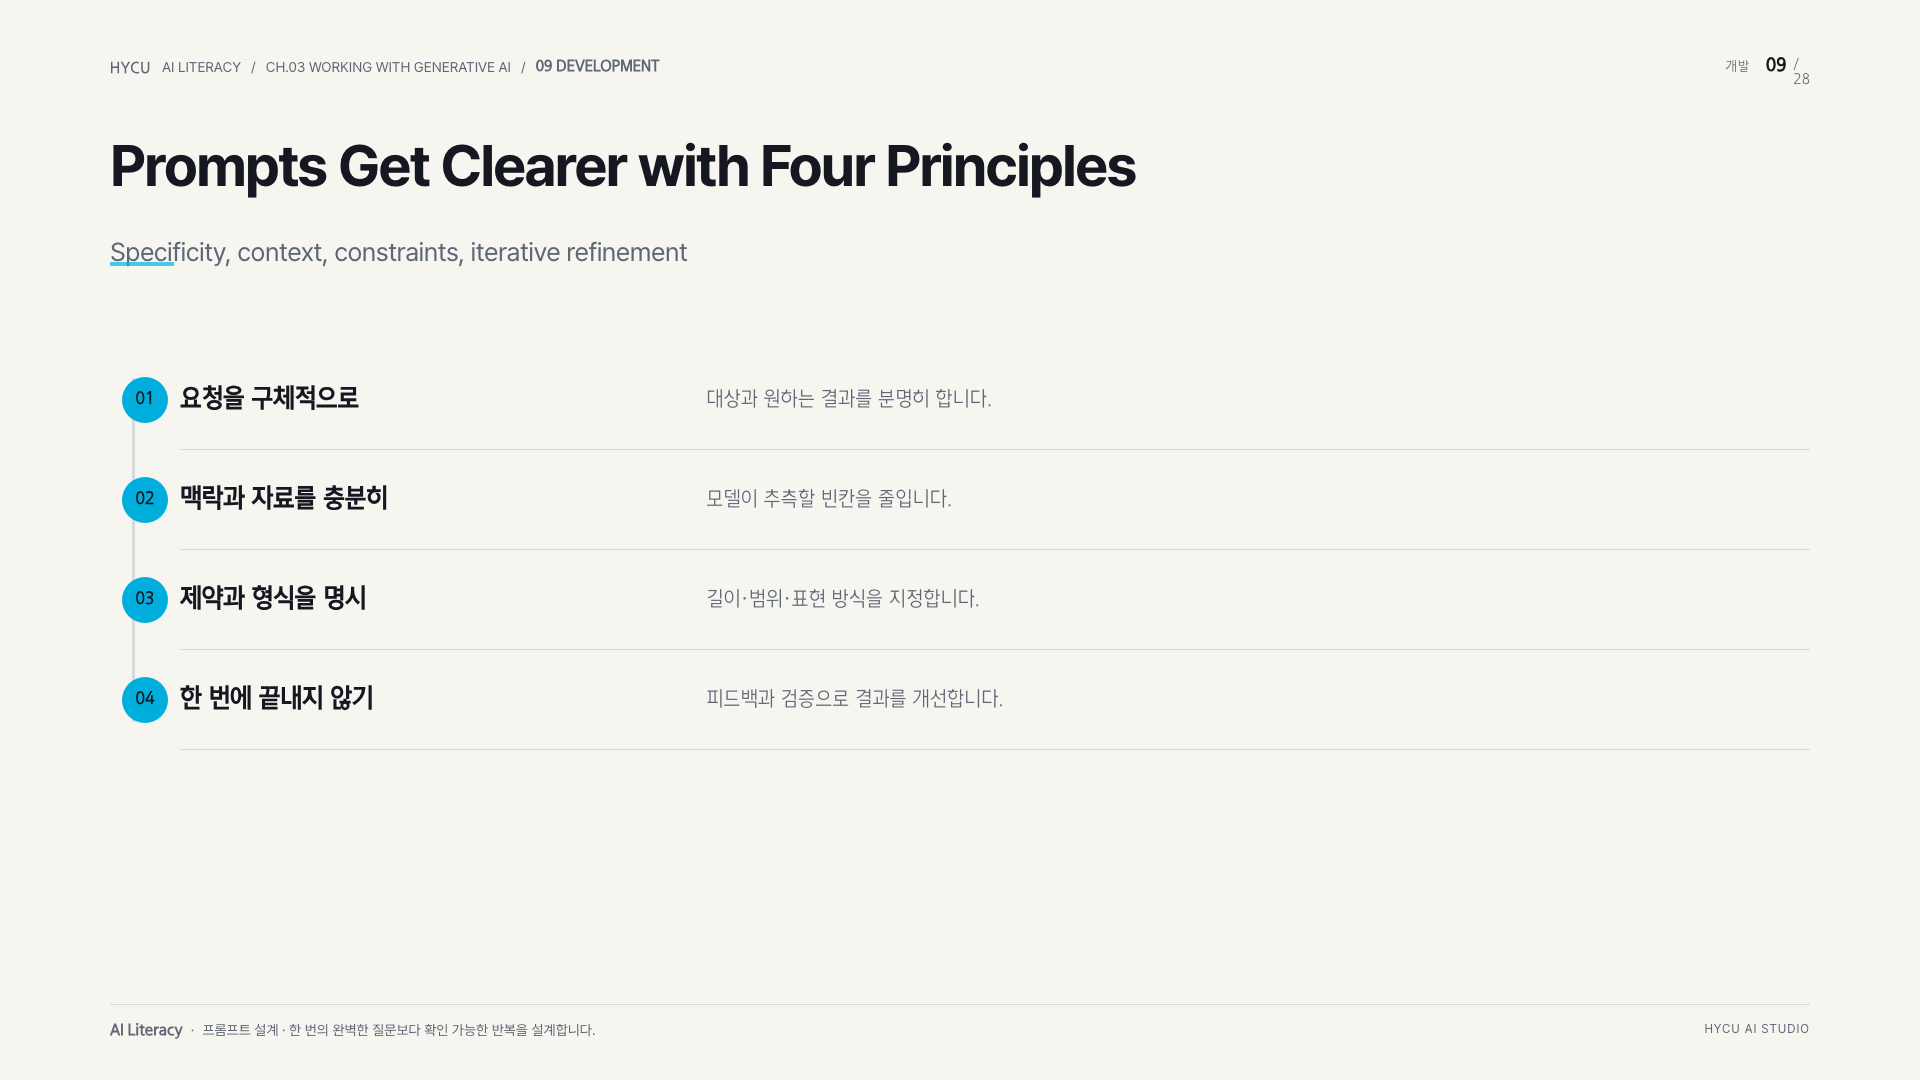 HYCU AI LITERACY / CH.03 WORKING WITH GENERATIVE AI / 09 DEVELOPMENT
개발 09 /
28
Prompts Get Clearer with Four Principles
Specificity, context, constraints, iterative refinement
01 요청을 구체적으로 대상과 원하는 결과를 분명히 합니다.
02 맥락과 자료를 충분히 모델이 추측할 빈칸을 줄입니다.
03 제약과 형식을 명시 길이·범위·표현 방식을 지정합니다.
04 한 번에 끝내지 않기 피드백과 검증으로 결과를 개선합니다.
AI Literacy · 프롬프트 설계 · 한 번의 완벽한 질문보다 확인 가능한 반복을 설계합니다.
HYCU AI STUDIO